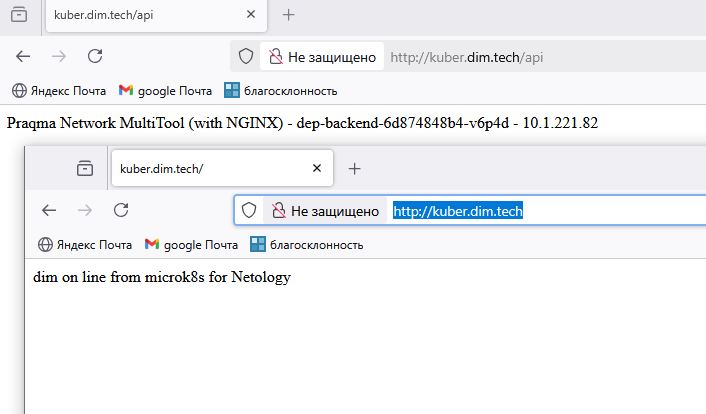 kuber.dim.tech/api
Не защищено http://kuber.dim.tech/api
Яндекс Почта google Почта благосклонность
Praqma Network MultiTool (with NGINX) - dep-backend-6d874848b4-v6p4d - 10.1.221.82
kuber.dim.tech/
Не защищено http://kuber.dim.tech
Яндекс Почта google Почта благосклонность
dim on line from microk8s for Netology